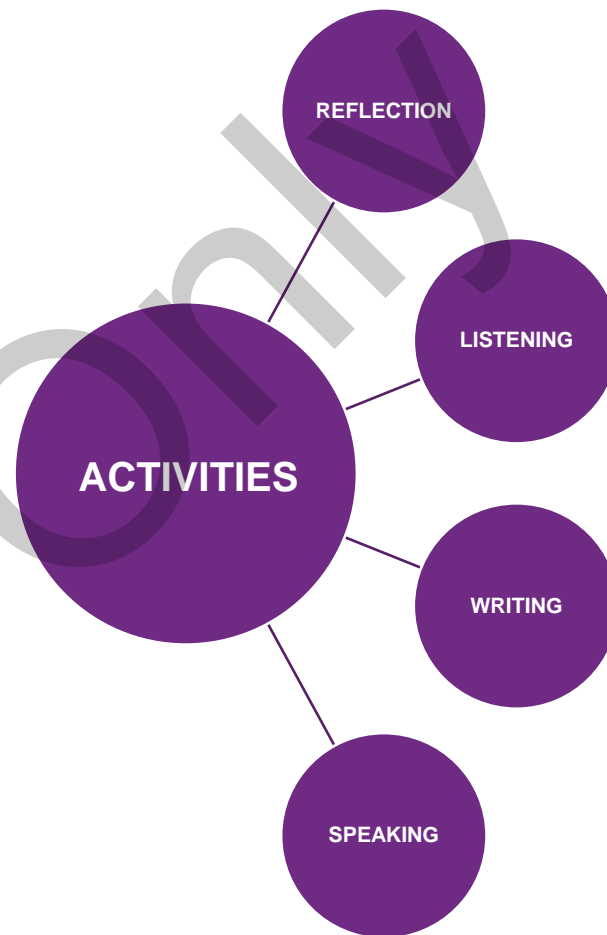 REFLECTION
LISTENING
ACTIVITIES
WRITING
SPEAKING
Only